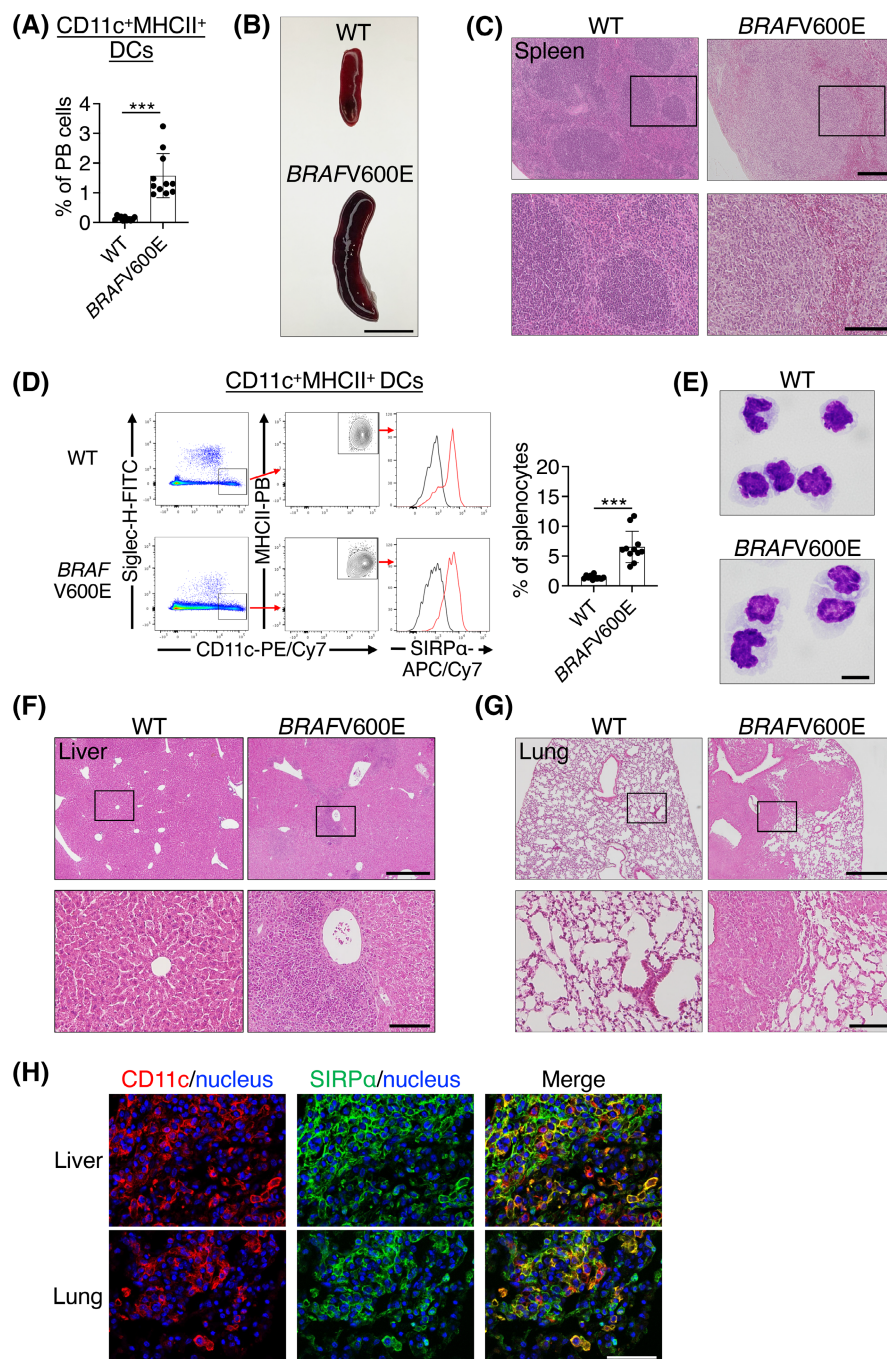 (A) CD11c⁺MHCII⁺
DCs
% of PB cells
4
3
2
1
0
***
WT
BRAFV600E
(B)
WT
BRAFV600E
(C)
WT
BRAFV600E
Spleen
(D)
CD11c⁺MHCII⁺ DCs
WT
BRAF
V600E
Siglec-H-FITC
MHCII-PB
CD11c-PE/Cy7
SIRPα-
APC/Cy7
% of splenocytes
20
15
10
5
0
***
WT
BRAFV600E
(E)
WT
BRAFV600E
(F)
WT
BRAFV600E
Liver
(G)
WT
BRAFV600E
Lung
(H)
CD11c/nucleus
SIRPα/nucleus
Merge
Liver
Lung